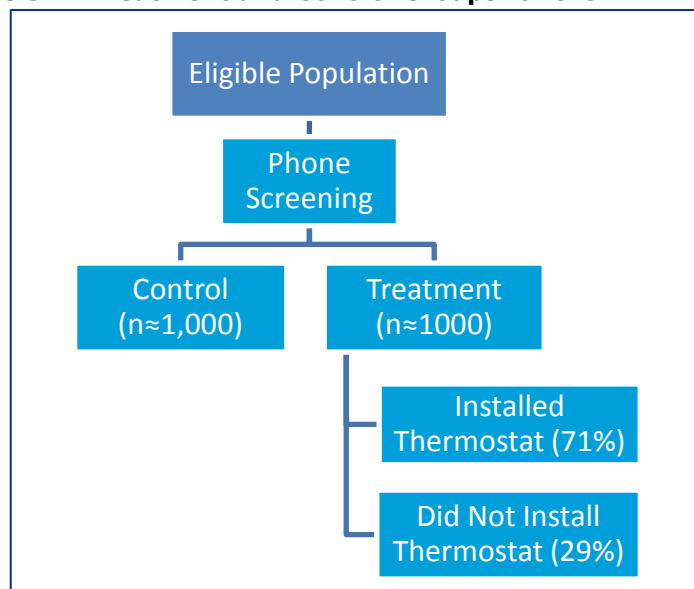 Eligible Population
Phone
Screening
Control
(n≈1,000)
Treatment
(n≈1000)
Installed
Thermostat (71%)
Did Not Install
Thermostat (29%)